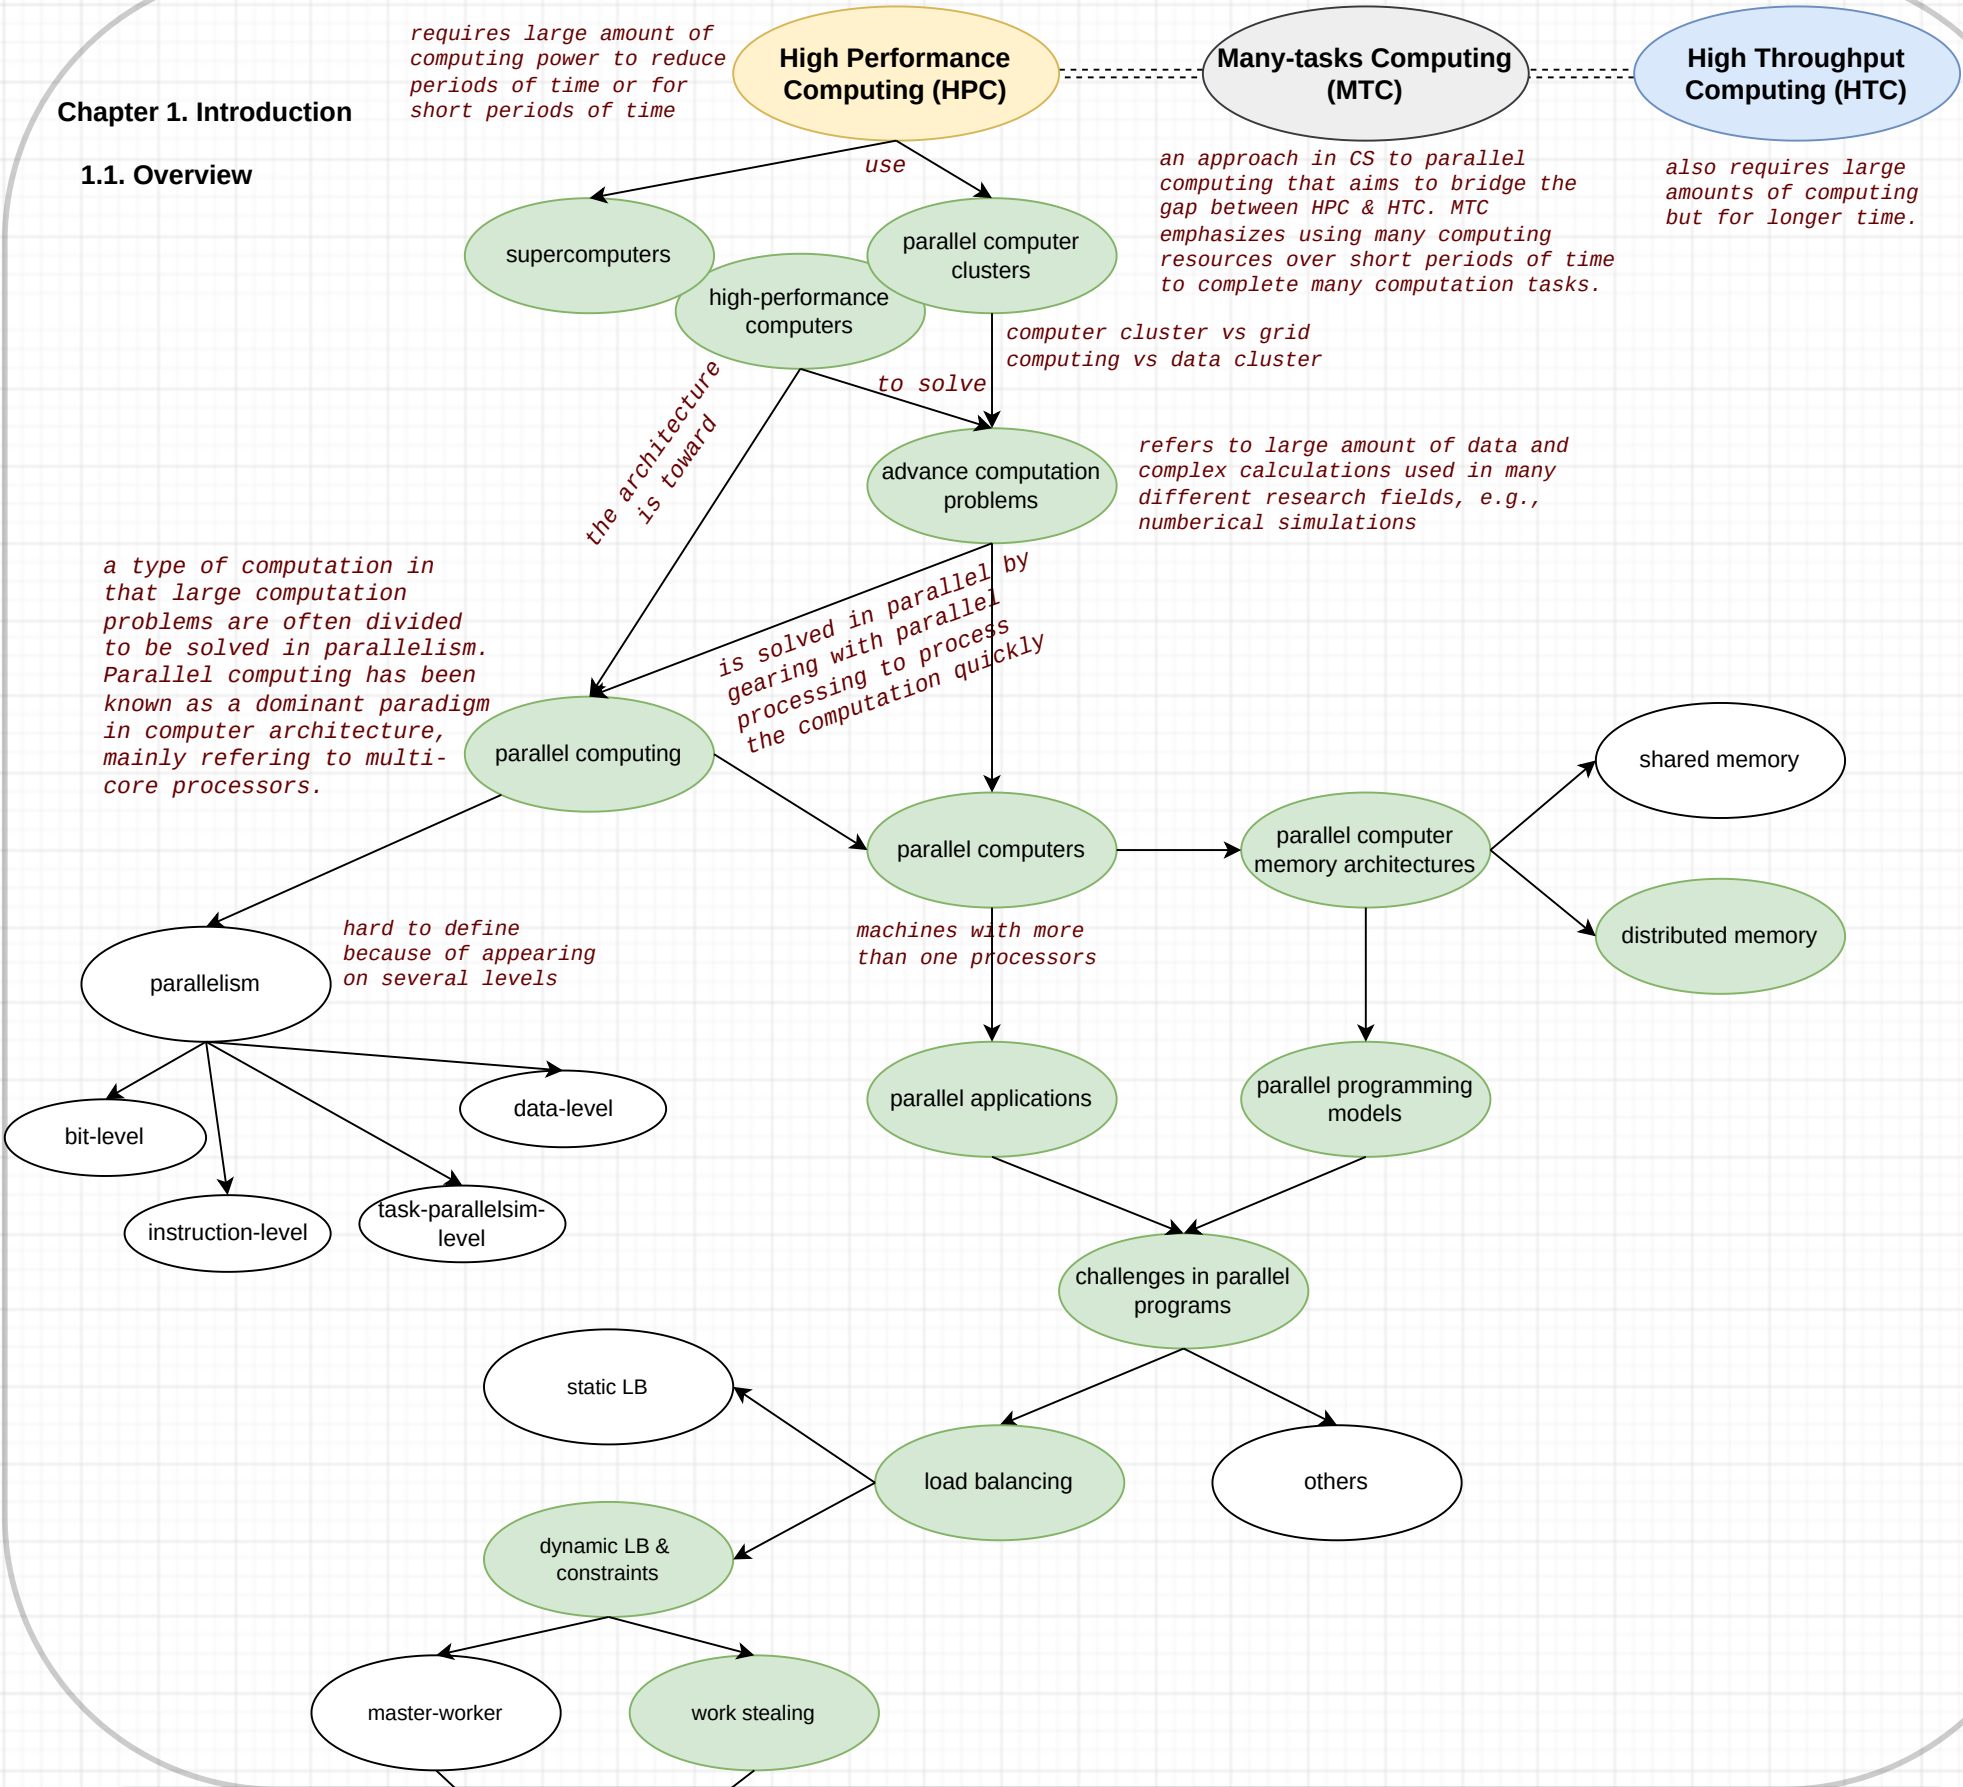 requires large amount of
computing power to reduce
periods of time or for
short periods of time
High Performance
Computing (HPC)
Many-tasks Computing
(MTC)
High Throughput
Computing (HTC)
Chapter 1. Introduction
1.1. Overview
use
an approach in CS to parallel
computing that aims to bridge the
gap between HPC & HTC. MTC
emphasizes using many computing
resources over short periods of time
to complete many computation tasks.
also requires large
amounts of computing
but for longer time.
supercomputers
parallel computer
clusters
high-performance
computers
computer cluster vs grid
computing vs data cluster
the architecture
is toward
to solve
advance computation
problems
refers to large amount of data and
complex calculations used in many
different research fields, e.g.,
numberical simulations
a type of computation in
that large computation
problems are often divided
to be solved in parallelism.
Parallel computing has been
known as a dominant paradigm
in computer architecture,
mainly refering to multi-
core processors.
is solved in parallel by
gearing with parallel
processing to process
the computation quickly
parallel computing
shared memory
parallel computers
parallel computer
memory architectures
distributed memory
hard to define
because of appearing
on several levels
machines with more
than one processors
parallelism
bit-level
data-level
instruction-level
task-parallelsim-
level
parallel applications
parallel programming
models
challenges in parallel
programs
static LB
load balancing
others
dynamic LB &
constraints
master-worker
work stealing